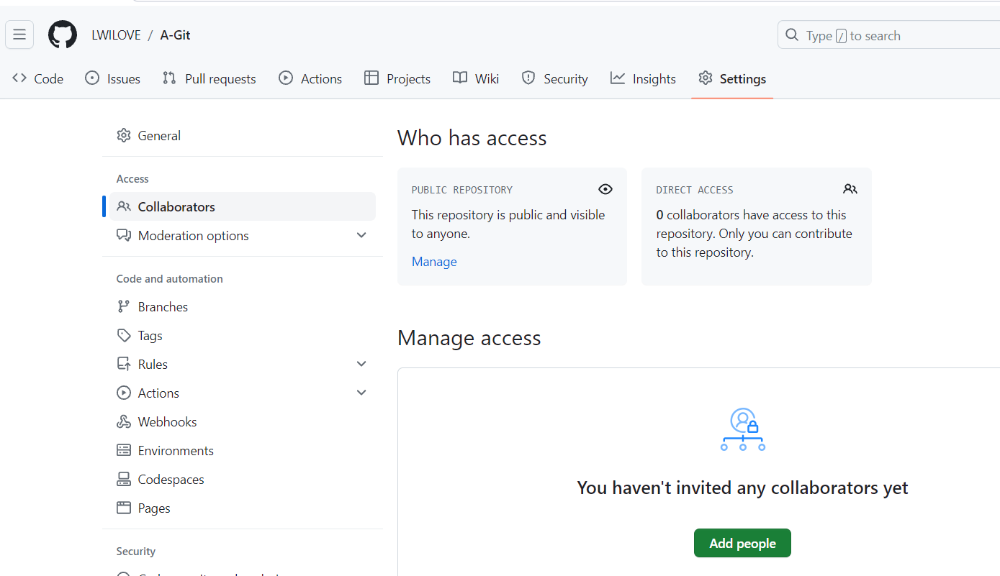 LWILOVE / A-Git
Type / to search
Code Issues Pull requests Actions Projects Wiki Security Insights Settings
General
Access
Collaborators
Moderation options
Code and automation
Branches
Tags
Rules
Actions
Webhooks
Environments
Codespaces
Pages
Security
Who has access
PUBLIC REPOSITORY
This repository is public and visible
to anyone.
Manage
DIRECT ACCESS
0 collaborators have access to this
repository. Only you can contribute
to this repository.
Manage access
You haven't invited any collaborators yet
Add people